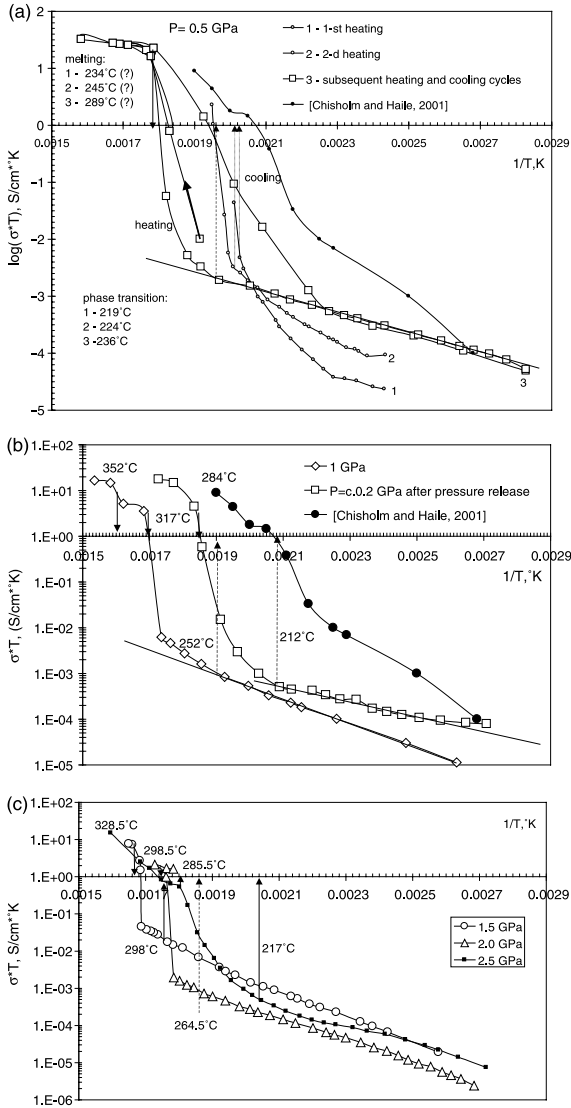 (a)
P= 0.5 GPa
1 - 1-st heating
2 - 2-d heating
3 - subsequent heating and cooling cycles
[Chisholm and Haile, 2001]
melting:
1 - 234°C (?)
2 - 245°C (?)
3 - 289°C (?)
2
1
0
-1
-2
-3
-4
-5
log(σ*T), S/cm*°K
0.0015 0.0017 0.0019 0.0021 0.0023 0.0025 0.0027 0.0029
1/T,K
cooling
heating
phase transition:
1 - 219°C
2 - 224°C
3 -236°C
2
1
3
(b)
1.E+02
1.E+01
1.E+00
1.E-01
1.E-02
1.E-03
1.E-04
1.E-05
σ*T, (S/cm*°K)
352°C
317°C
284°C
1 GPa
P=c.0.2 GPa after pressure release
[Chisholm and Haile, 2001]
0.0015 0.0017 0.0019 0.0021 0.0023 0.0025 0.0027 0.0029
1/T,°K
252°C
212°C
(c)
1.E+02
1.E+01
1.E+00
1.E-01
1.E-02
1.E-03
1.E-04
1.E-05
1.E-06
σ*T, S/cm*°K
328.5°C
298.5°C
285.5°C
1/T,°K
0.0015 0.0017 0.0019 0.0021 0.0023 0.0025 0.0027 0.0029
298°C
217°C
264.5°C
1.5 GPa
2.0 GPa
2.5 GPa